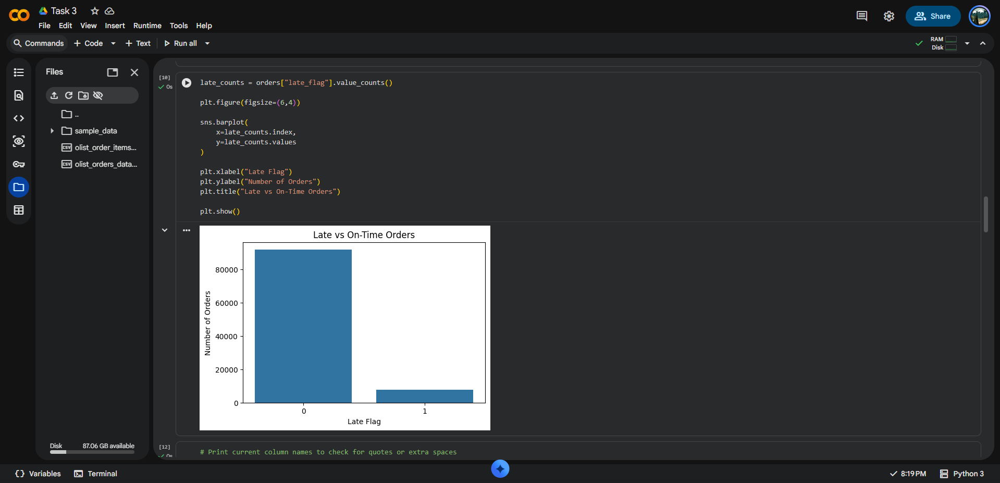 Task 3
File Edit View Insert Runtime Tools Help
Share
Commands + Code + Text Run all
RAM
Disk
Files
..
sample_data
olist_order_items...
olist_orders_data...
Disk 87.06 GB available
[10]
0s
late_counts = orders["late_flag"].value_counts()
plt.figure(figsize=(6,4))
sns.barplot(
x=late_counts.index,
y=late_counts.values
)
plt.xlabel("Late Flag")
plt.ylabel("Number of Orders")
plt.title("Late vs On-Time Orders")
plt.show()
Late vs On-Time Orders
Number of Orders
80000
60000
40000
20000
0
0 1
Late Flag
[12]
0s
# Print current column names to check for quotes or extra spaces
{} Variables Terminal
8:19 PM Python 3